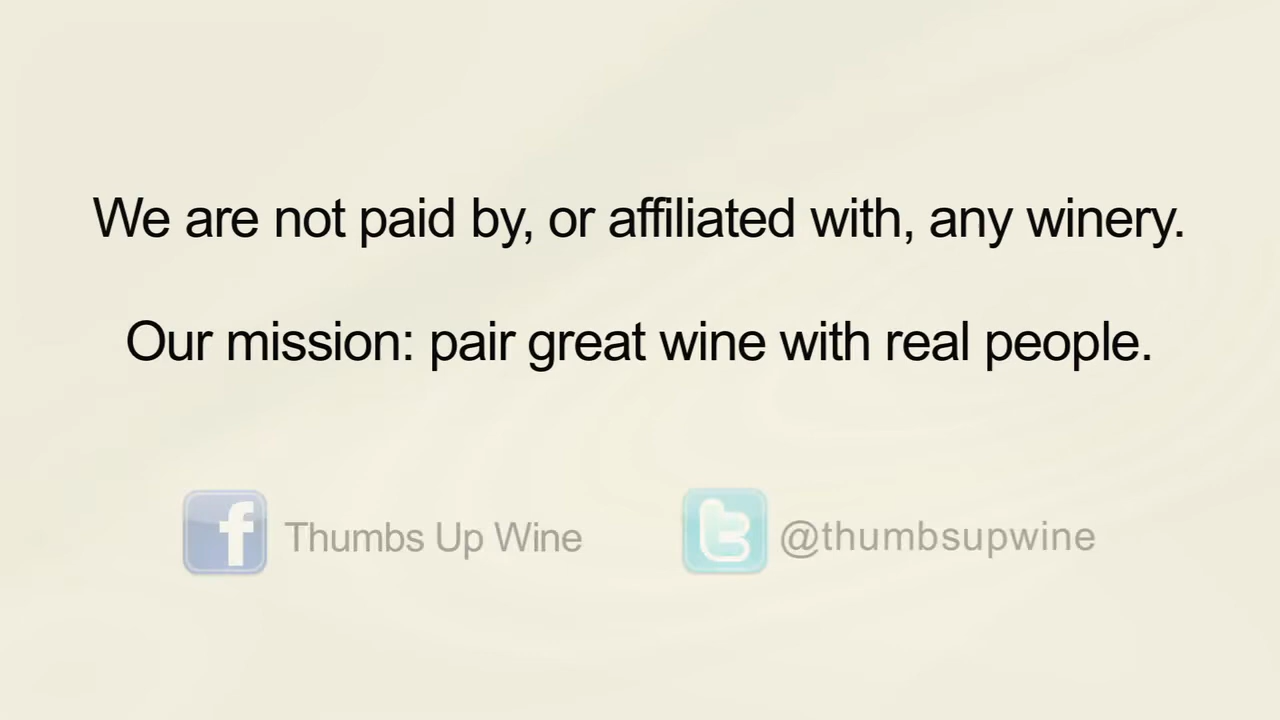 We are not paid by, or affiliated with, any winery.
Our mission: pair great wine with real people.
f Thumbs Up Wine
t @thumbsupwine